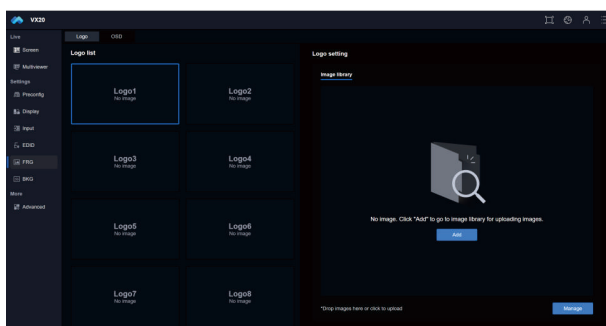 VX20
Live
Screen
Multiviewer
Settings
Preconfig
Display
Input
EDID
FRG
BKG
More
Advanced
Logo OSD
Logo list
Logo1
No image
Logo2
No image
Logo3
No image
Logo4
No image
Logo5
No image
Logo6
No image
Logo7
No image
Logo8
No image
Logo setting
Image library
No image. Click "Add" to go to image library for uploading images.
Add
*Drop images here or click to upload
Manage